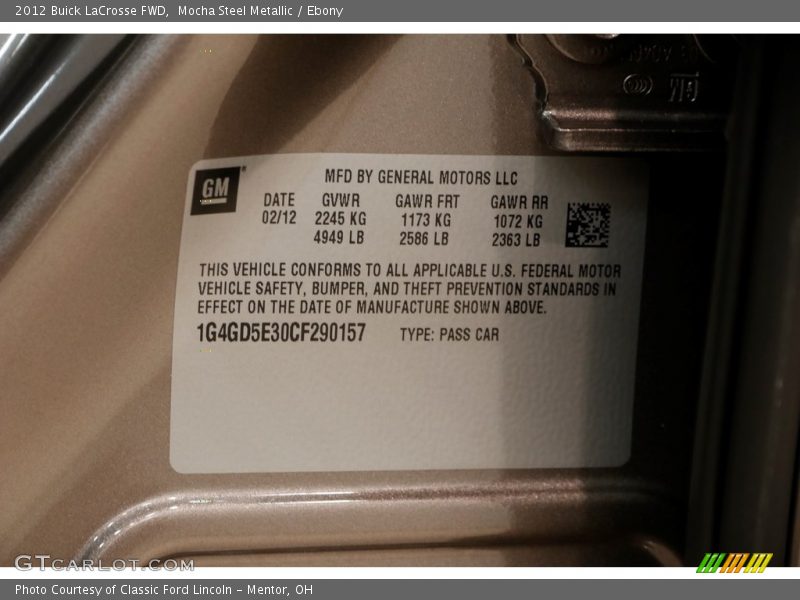 2012 Buick LaCrosse FWD, Mocha Steel Metallic / Ebony
GM
MFD BY GENERAL MOTORS LLC
DATE GVWR GAWR FRT GAWR RR
02/12 2245 KG 1173 KG 1072 KG
4949 LB 2586 LB 2363 LB
THIS VEHICLE CONFORMS TO ALL APPLICABLE U.S. FEDERAL MOTOR
VEHICLE SAFETY, BUMPER, AND THEFT PREVENTION STANDARDS IN
EFFECT ON THE DATE OF MANUFACTURE SHOWN ABOVE.
1G4GD5E30CF290157 TYPE: PASS CAR
GTCARLOT.COM
Photo Courtesy of Classic Ford Lincoln - Mentor, OH